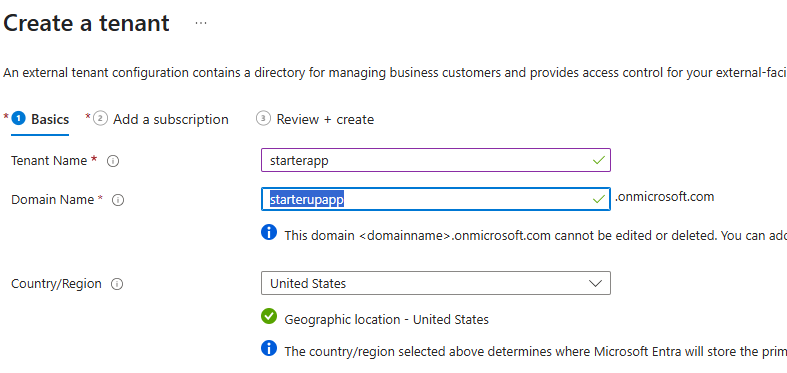 Create a tenant ...
An external tenant configuration contains a directory for managing business customers and provides access control for your external-faci
* 1 Basics * 2 Add a subscription 3 Review + create
Tenant Name * starterapp
Domain Name * starterupapp .onmicrosoft.com
This domain <domainname>.onmicrosoft.com cannot be edited or deleted. You can add
Country/Region United States
Geographic location - United States
The country/region selected above determines where Microsoft Entra will store the prim